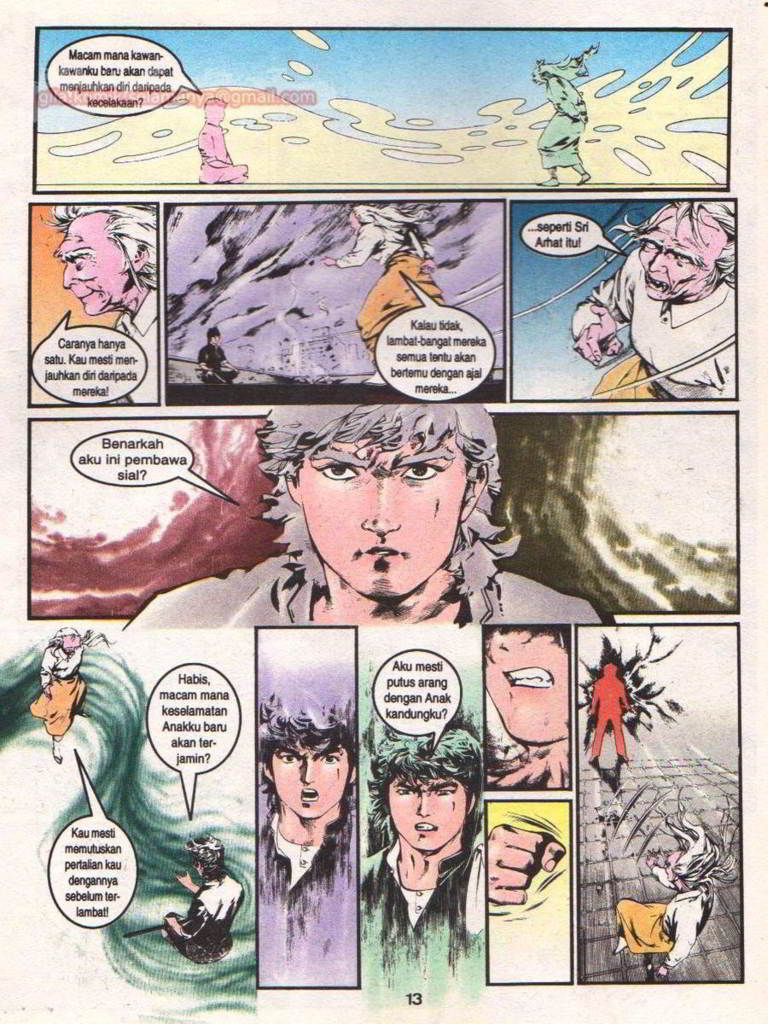 Macam mana kawan-
kawanku baru akan dapat
menjauhkan diri daripada
kecelakaan?
Caranya hanya
satu. Kau mesti men-
jauhkan diri daripada
mereka!
Kalau tidak,
lambat-bangat mereka
semua tentu akan
bertemu dengan ajal
mereka...
...seperti Sri
Arhat itu!
Benarkah
aku ini pembawa
sial?
Habis,
macam mana
keselamatan
Anakku baru
akan ter-
jamin?
Kau mesti
memutuskan
pertalian kau
dengannya
sebelum ter-
lambat!
Aku mesti
putus arang
dengan Anak
kandungku?
13